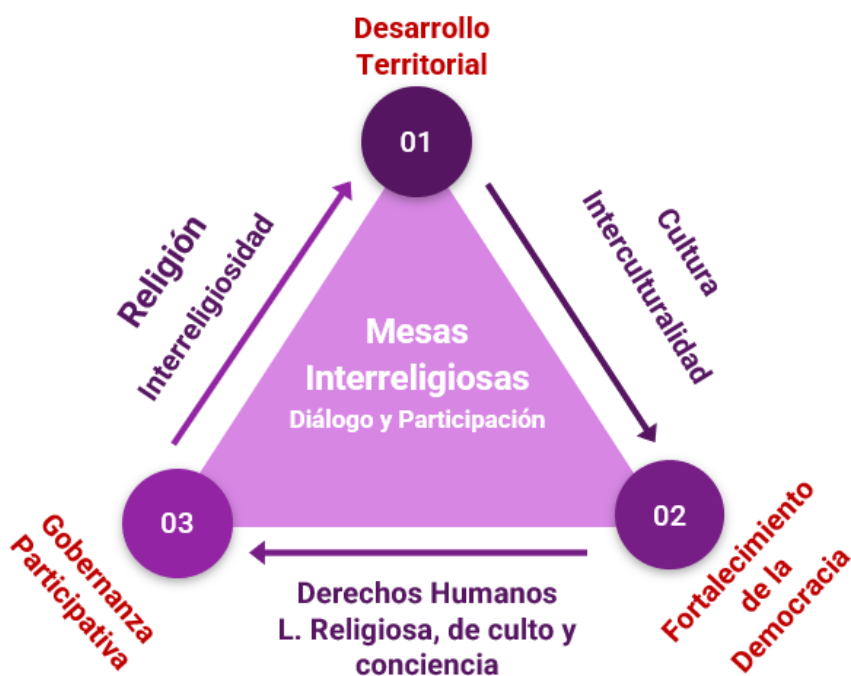 Desarrollo
Territorial
01
Religión
Interreligiosidad
Cultura
Interculturalidad
Mesas
Interreligiosas
Diálogo y Participación
03
02
Gobernanza
Participativa
Fortalecimiento
de la
Democracia
Derechos Humanos
L. Religiosa, de culto y
conciencia